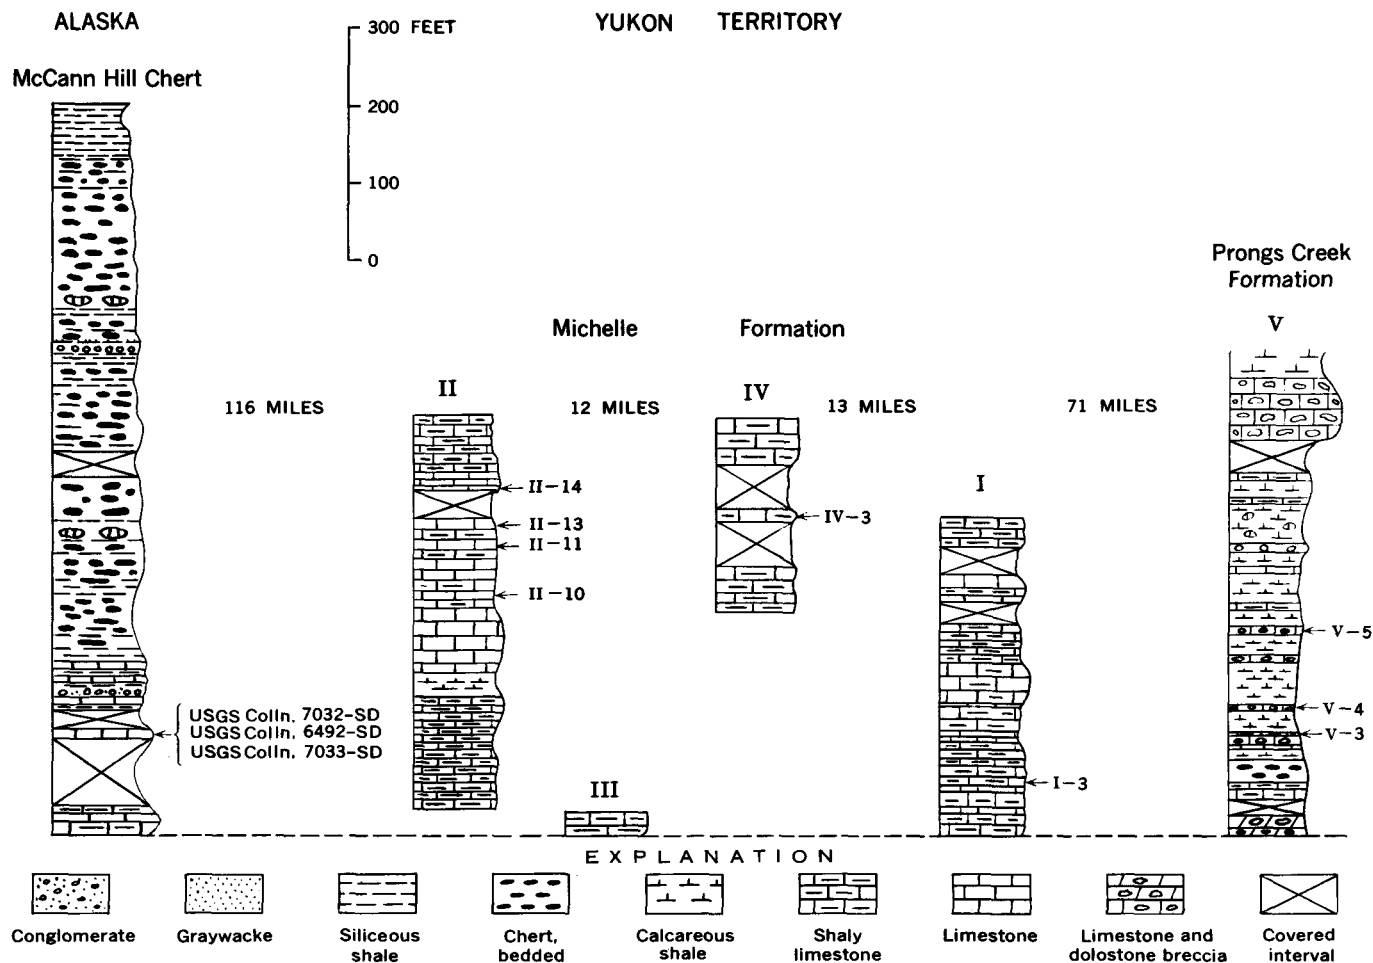 ALASKA
YUKON TERRITORY
McCann Hill Chert
300 FEET
200
100
0
Prongs Creek
Formation
Michelle Formation
V
II
IV
I
III
116 MILES
12 MILES
13 MILES
71 MILES
II-14
II-13
II-11
II-10
IV-3
I-3
V-5
V-4
V-3
USGS Colln. 7032-SD
USGS Colln. 6492-SD
USGS Colln. 7033-SD
EXPLANATION
Conglomerate
Graywacke
Siliceous
shale
Chert,
bedded
Calcareous
shale
Shaly
limestone
Limestone
Limestone and
dolostone breccia
Covered
interval